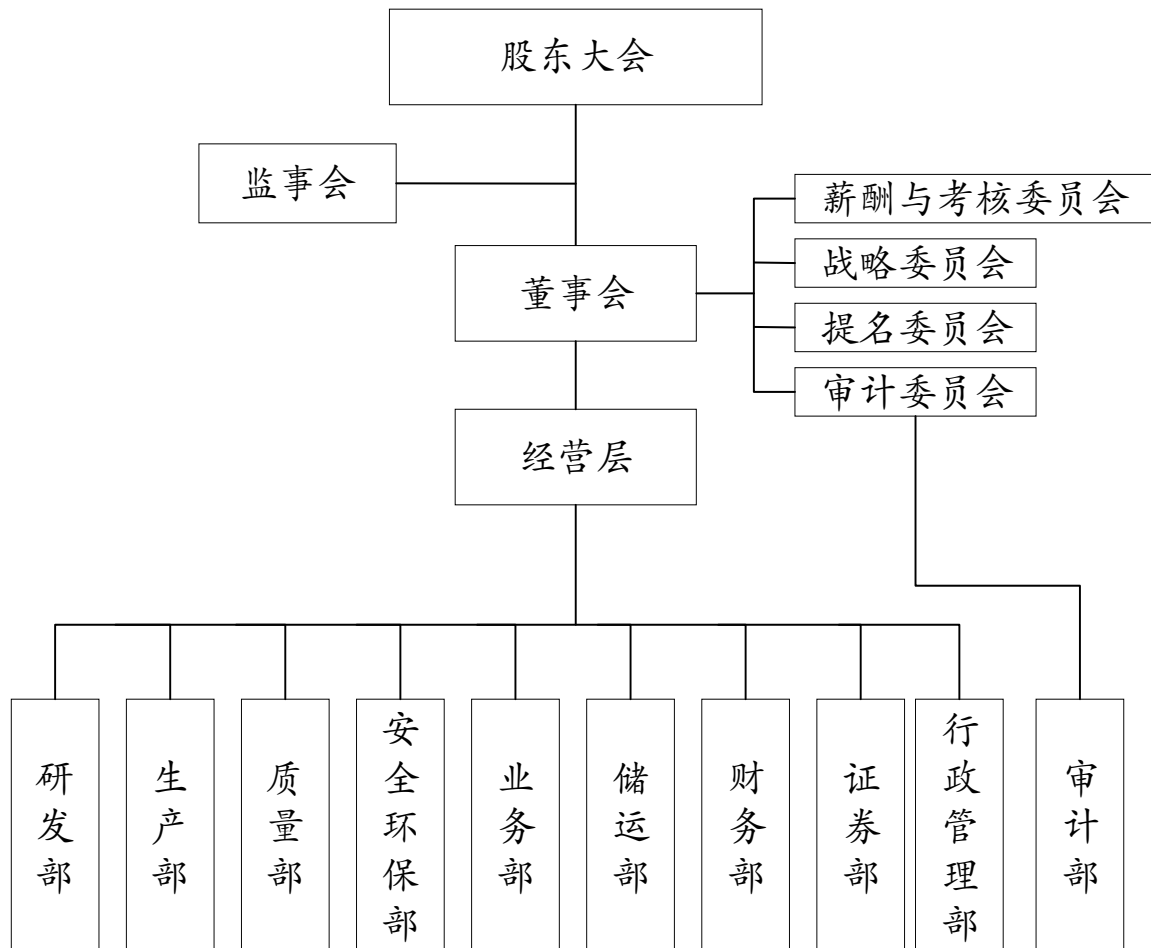 股东大会
监事会
薪酬与考核委员会
战略委员会
董事会
提名委员会
审计委员会
经营层
研发部
生产部
质量部
安全环保部
业务部
储运部
财务部
证券部
行政管理部
审计部